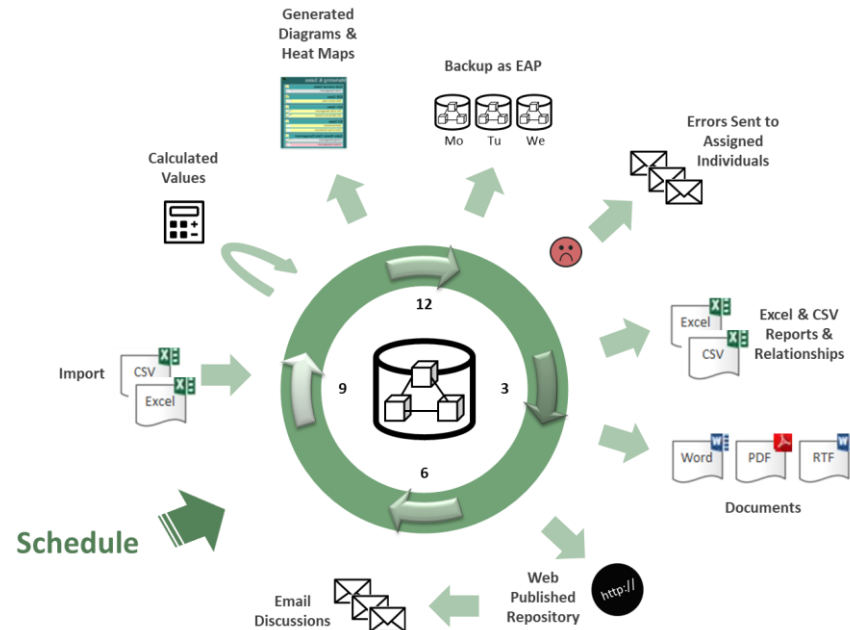 Generated
Diagrams &
Heat Maps
Backup as EAP
Mo Tu We
Errors Sent to
Assigned
Individuals
Calculated
Values
12
Excel
CSV
Excel & CSV
Reports &
Relationships
Import
CSV
Excel
9
3
6
Word
PDF
RTF
Documents
Schedule
Web
Published
Repository
http://
Email
Discussions